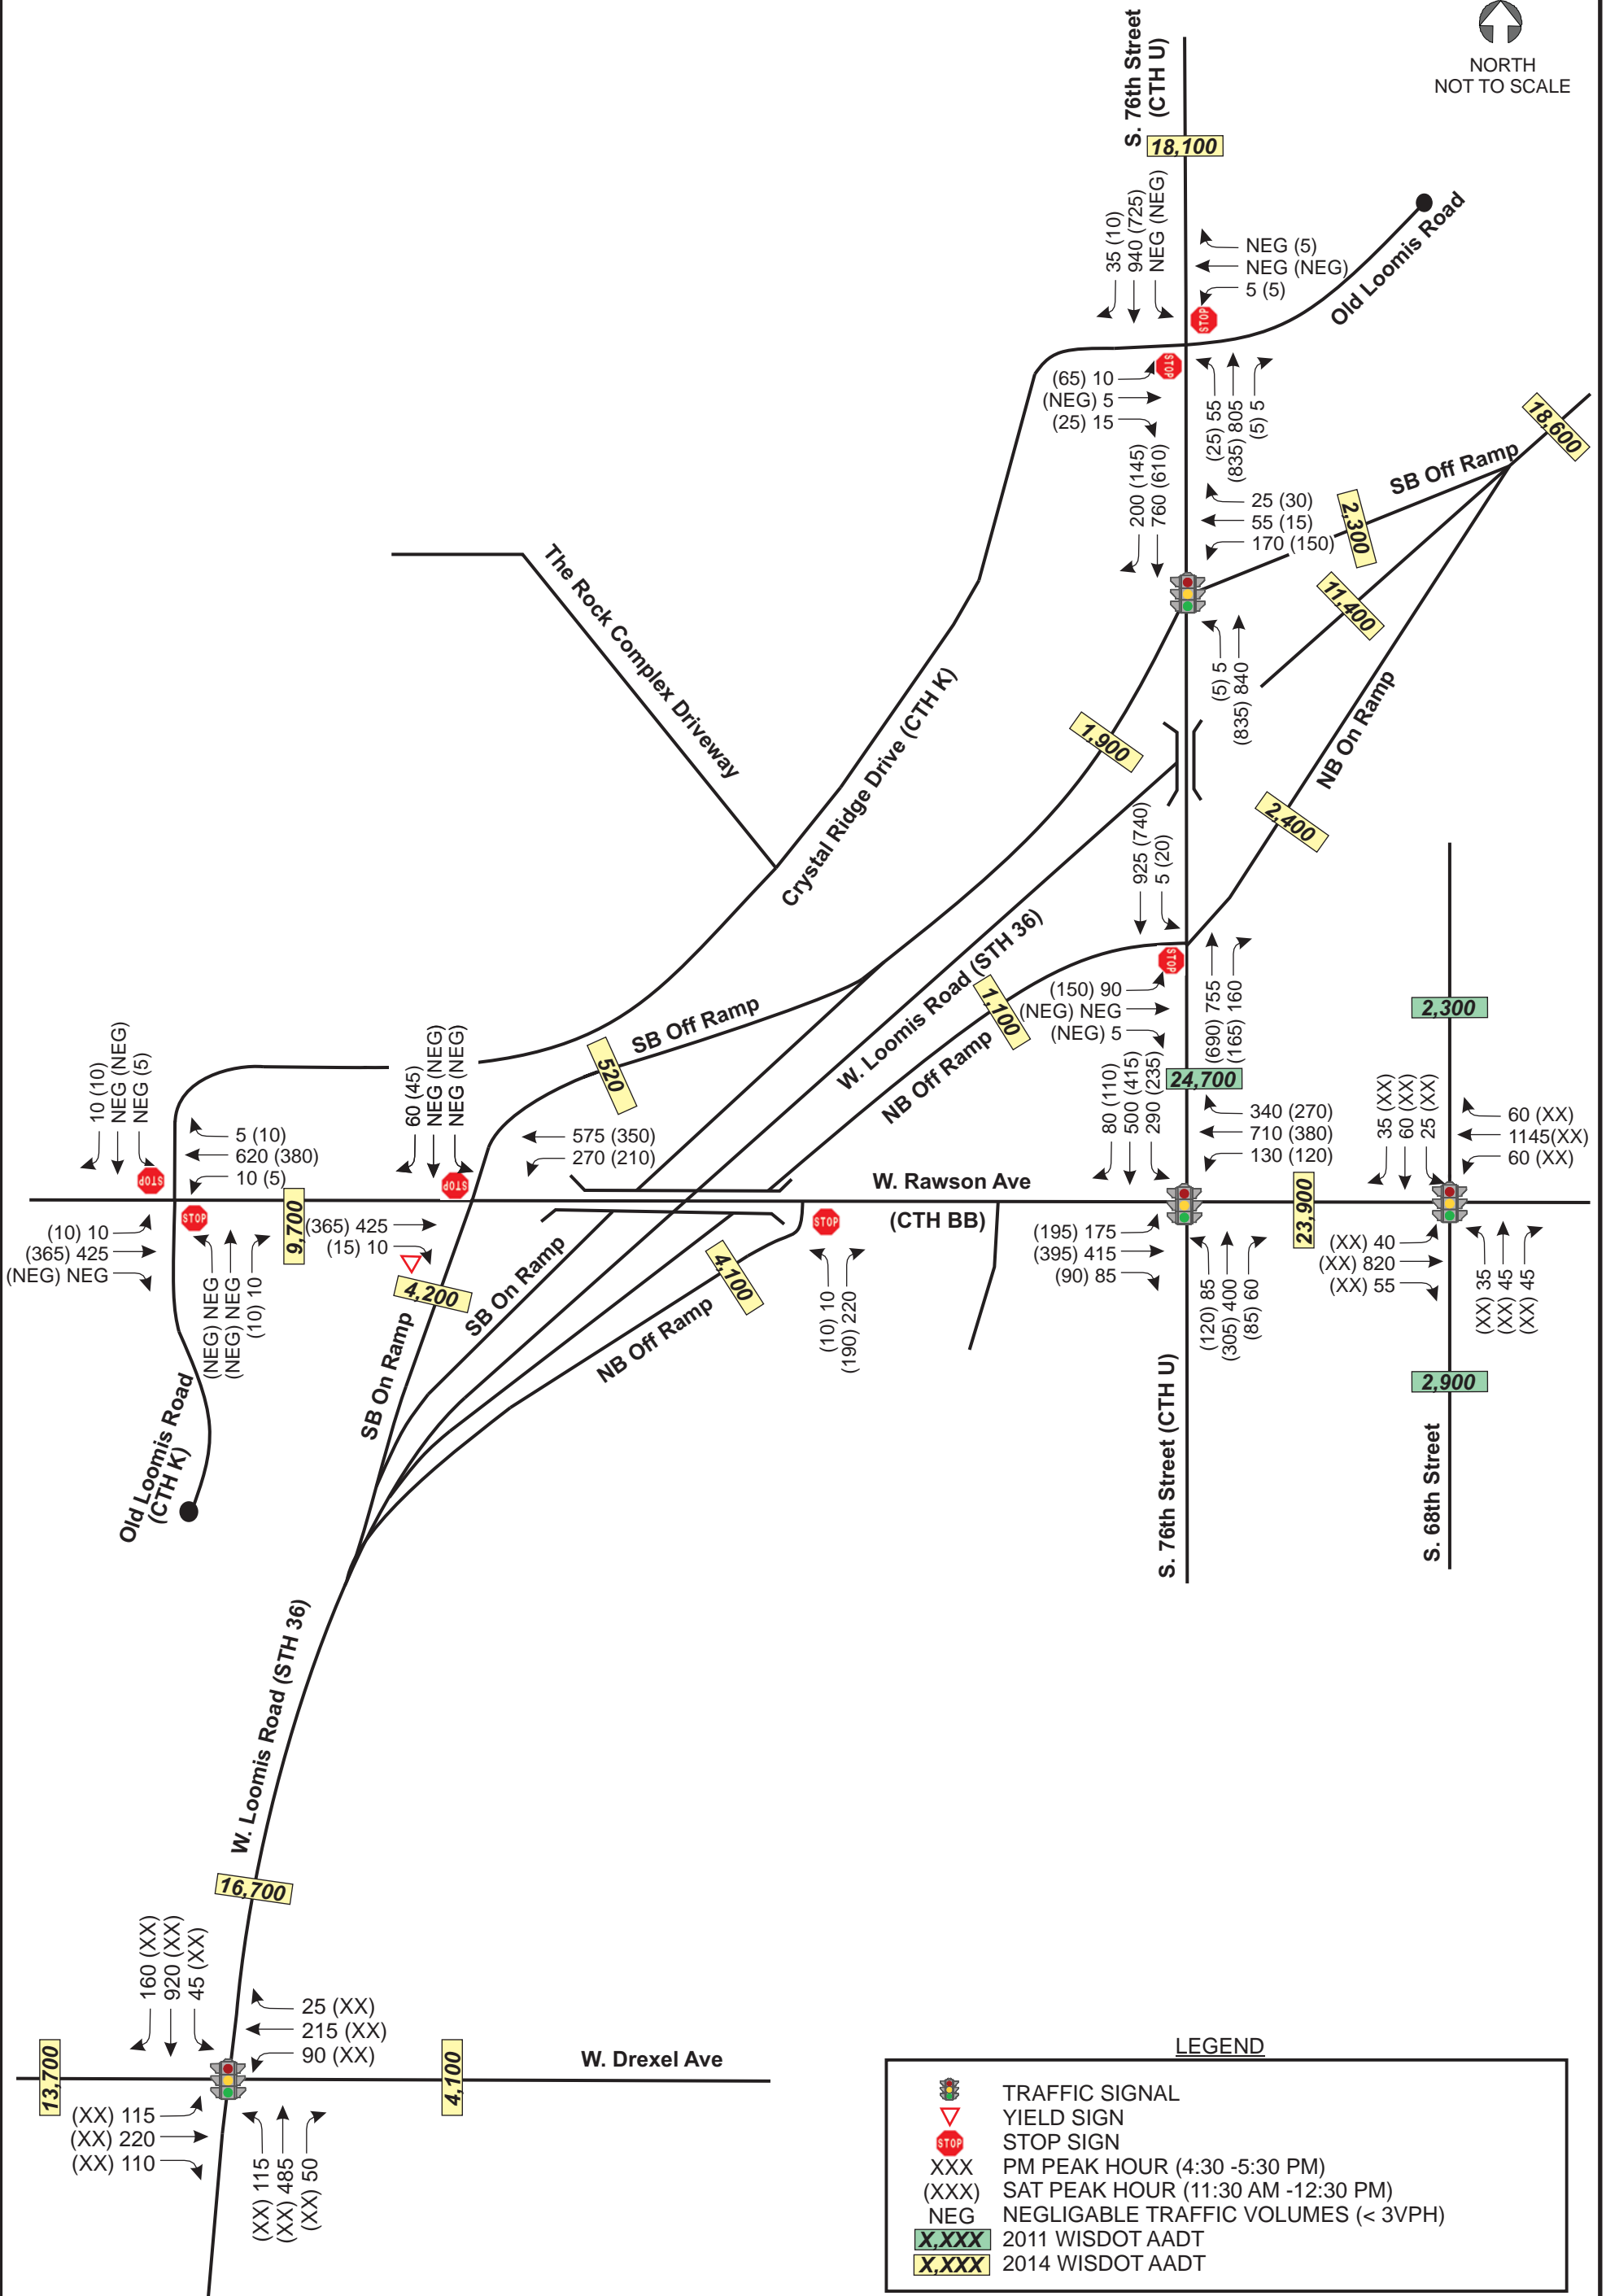 NORTH
NOT TO SCALE
S. 76th Street
(CTH U)
18,100
35 (10)
940 (725)
NEG (NEG)
NEG (5)
NEG (NEG)
5 (5)
Old Loomis Road
STOP
STOP
(65) 10
(NEG) 5
(25) 15
(25) 55
(835) 805
(5) 5
18,600
SB Off Ramp
2,300
200 (145)
760 (610)
25 (30)
55 (15)
170 (150)
11,400
The Rock Complex Driveway
Crystal Ridge Drive (CTH K)
(5) 5
(835) 840
1,900
NB On Ramp
2,400
925 (740)
5 (20)
W. Loomis Road (STH 36)
STOP
(150) 90
(NEG) NEG
(NEG) 5
(690) 755
(165) 160
1,100
NB Off Ramp
SB Off Ramp
520
2,300
24,700
10 (10)
NEG (NEG)
NEG (5)
60 (45)
NEG (NEG)
NEG (NEG)
80 (110)
500 (415)
290 (235)
340 (270)
710 (380)
130 (120)
35 (XX)
60 (XX)
25 (XX)
60 (XX)
1145(XX)
60 (XX)
5 (10)
620 (380)
10 (5)
575 (350)
270 (210)
STOP
STOP
W. Rawson Ave
(CTH BB)
STOP
STOP
(10) 10
(365) 425
(NEG) NEG
9,700
(365) 425
(15) 10
4,200
(NEG) NEG
(NEG) NEG
(10) 10
SB On Ramp
SB On Ramp
4,100
NB Off Ramp
(10) 10
(190) 220
(195) 175
(395) 415
(90) 85
(120) 85
(305) 400
(85) 60
23,900
(XX) 40
(XX) 820
(XX) 55
(XX) 35
(XX) 45
(XX) 45
2,900
Old Loomis Road
(CTH K)
S. 76th Street (CTH U)
S. 68th Street
W. Loomis Road (STH 36)
16,700
160 (XX)
920 (XX)
45 (XX)
25 (XX)
215 (XX)
90 (XX)
13,700
4,100
W. Drexel Ave
(XX) 115
(XX) 220
(XX) 110
(XX) 115
(XX) 485
(XX) 50
LEGEND
TRAFFIC SIGNAL
YIELD SIGN
STOP STOP SIGN
XXX PM PEAK HOUR (4:30 -5:30 PM)
(XXX) SAT PEAK HOUR (11:30 AM -12:30 PM)
NEG NEGLIGABLE TRAFFIC VOLUMES (< 3VPH)
X,XXX 2011 WISDOT AADT
X,XXX 2014 WISDOT AADT